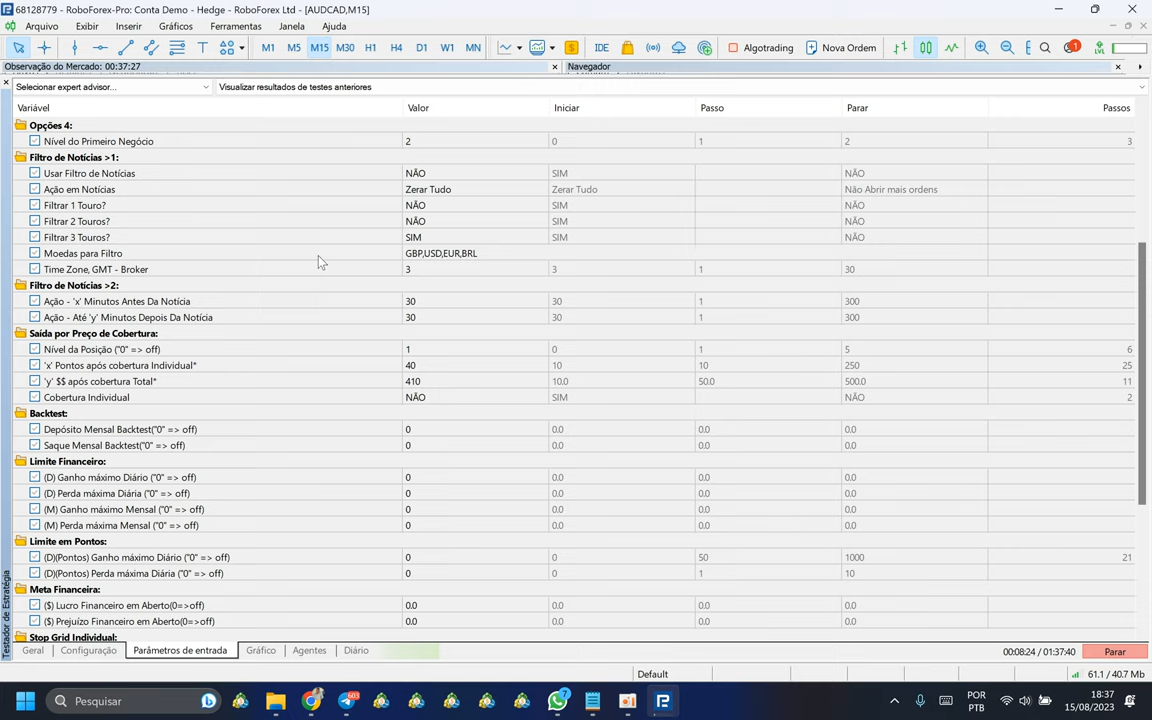 68128779 - RoboForex-Pro: Conta Demo - Hedge - RoboForex Ltd - [AUDCAD,M15]
Arquivo Exibir Inserir Gráficos Ferramentas Janela Ajuda
M1 M5 M15 M30 H1 H4 D1 W1 MN $ IDE Algotrading Nova Ordem 1 LVL
Observação do Mercado: 00:37:27 Navegador
Selecionar expert advisor... Visualizar resultados de testes anteriores
Variável Valor Iniciar Passo Parar Passos
Opções 4:
Nível do Primeiro Negócio 2 0 1 2 3
Filtro de Notícias >1:
Usar Filtro de Notícias NÃO SIM NÃO
Ação em Notícias Zerar Tudo Zerar Tudo Não Abrir mais ordens
Filtrar 1 Touro? NÃO SIM NÃO
Filtrar 2 Touros? NÃO SIM NÃO
Filtrar 3 Touros? SIM SIM NÃO
Moedas para Filtro GBP,USD,EUR,BRL
Time Zone, GMT - Broker 3 3 1 30
Filtro de Notícias >2:
Ação - 'x' Minutos Antes Da Notícia 30 30 1 300
Ação - Até 'y' Minutos Depois Da Notícia 30 30 1 300
Saída por Preço de Cobertura:
Nível da Posição ("0" => off) 1 0 1 5 6
'x' Pontos após cobertura Individual* 40 10 10 250 25
'y' $$ após cobertura Total* 410 10.0 50.0 500.0 11
Cobertura Individual NÃO SIM NÃO 2
Backtest:
Depósito Mensal Backtest("0" => off) 0 0.0 0.0 0.0
Saque Mensal Backtest("0" => off) 0 0.0 0.0 0.0
Limite Financeiro:
(D) Ganho máximo Diário ("0" => off) 0 0.0 0.0 0.0
(D) Perda máxima Diária ("0" => off) 0 0.0 0.0 0.0
(M) Ganho máximo Mensal ("0" => off) 0 0.0 0.0 0.0
(M) Perda máxima Mensal ("0" => off) 0 0.0 0.0 0.0
Limite em Pontos:
(D)(Pontos) Ganho máximo Diário ("0" => off) 0 0 50 1000 21
(D)(Pontos) Perda máxima Diária ("0" => off) 0 0 1 10
Meta Financeira:
($) Lucro Financeiro em Aberto(0=>off) 0.0 0.0 0.0 0.0
($) Prejuízo Financeiro em Aberto(0=>off) 0.0 0.0 0.0 0.0
Stop Grid Individual:
Testador de Estratégia
Geral Configuração Parâmetros de entrada Gráfico Agentes Diário 00:08:24 / 01:37:40 Parar
Default 61.1 / 40.7 Mb
Pesquisar 603 7 POR PTB 18:37 15/08/2023